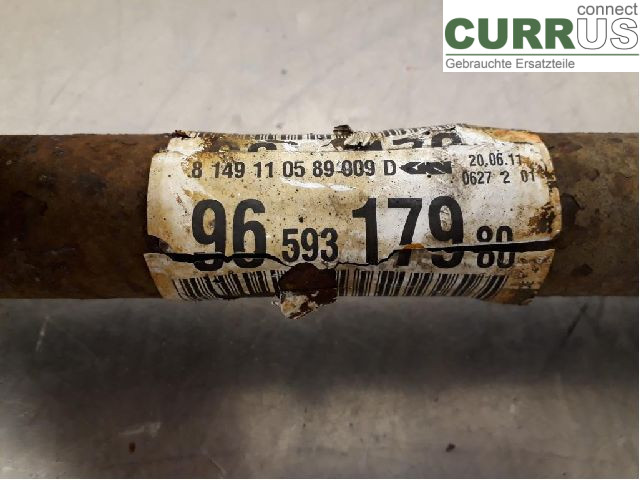 connect
CURRUS
Gebrauchte Ersatzteile
8 149 11 05 89 009 D GKN 20.06.11
0627 2 01
96 593 179 80